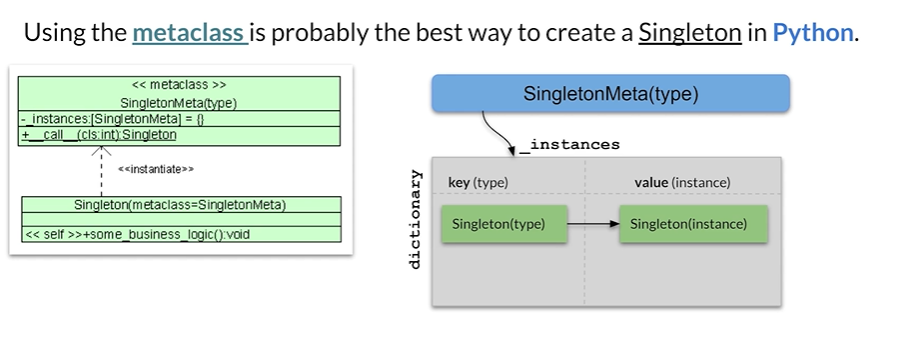 Using the metaclass is probably the best way to create a Singleton in Python.
<< metaclass >>
SingletonMeta(type)
-_instances:[SingletonMeta] = {}
+__call__(cls:int):Singleton
<<instantiate>>
Singleton(metaclass=SingletonMeta)
<< self >>+some_business_logic():void
SingletonMeta(type)
_instances
dictionary
key (type)
value (instance)
Singleton(type)
Singleton(instance)